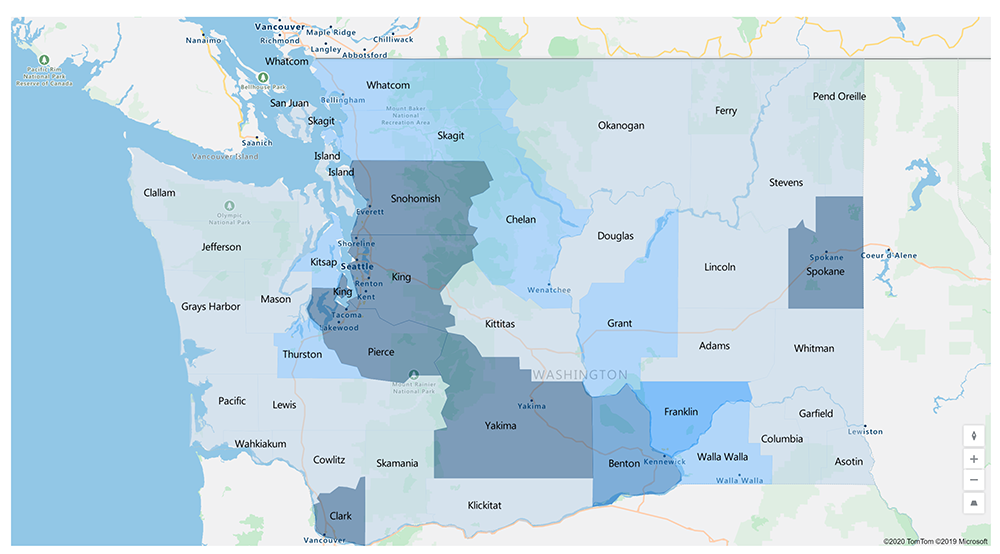 Vancouver
Maple Ridge
Nanaimo
Richmond
Chilliwack
Langley
Abbotsford
Pacific Rim
National Park
Reserve of Canada
Whatcom
Bellhouse Park
Whatcom
Bellingham
Pend Oreille
San Juan
Mount Baker
National
Recreation Area
Ferry
Skagit
Okanogan
Skagit
Saanich
Vancouver Island
Island
Island
Stevens
Clallam
Snohomish
Olympic
National Park
Everett
Chelan
Douglas
Jefferson
Shoreline
Kitsap
Seattle
Spokane
Coeur d'Alene
Lincoln
Spokane
King
Renton
King
Kent
Wenatchee
Mason
Grays Harbor
Tacoma
Lakewood
Kittitas
Grant
Adams
Whitman
Thurston
Pierce
WASHINGTON
Mount Rainier
National Park
Pacific
Lewis
Yakima
Franklin
Garfield
Yakima
Lewiston
Columbia
Wahkiakum
Cowlitz
Skamania
Benton
Kennewick
Walla Walla
Asotin
Walla Walla
Klickitat
Clark
Vancouver
©2020 TomTom ©2019 Microsoft